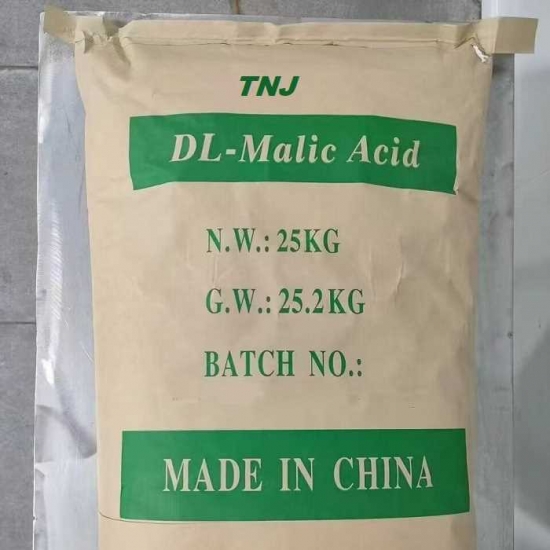 TNJ
DL-Malic Acid
N.W.: 25KG
G.W.: 25.2KG
BATCH NO.:
MADE IN CHINA